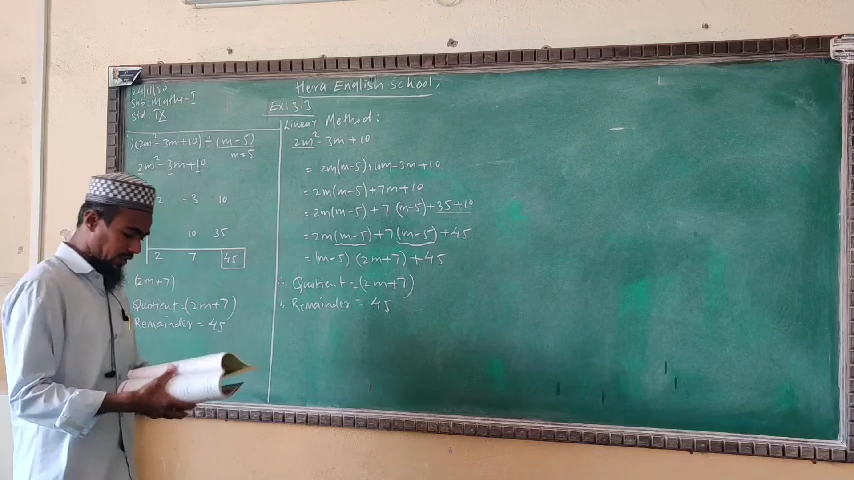 Hera English School,
Sub: Maths-I
Std: IX
Ex: 3.3
(2m² - 3m + 10) ÷ (m - 5)
m = 5
2m² - 3m + 10
2 -3 10
10 35
2 7 45
(2m+7)
Quotient = (2m+7)
Remainder = 45
Linear Method:
2m² - 3m + 10
= 2m(m-5) + 10m - 3m + 10
= 2m(m-5) + 7m + 10
= 2m(m-5) + 7(m-5) + 35 + 10
= 2m(m-5) + 7(m-5) + 45
= (m-5) (2m+7) + 45
∴ Quotient = (2m+7)
∴ Remainder = 45